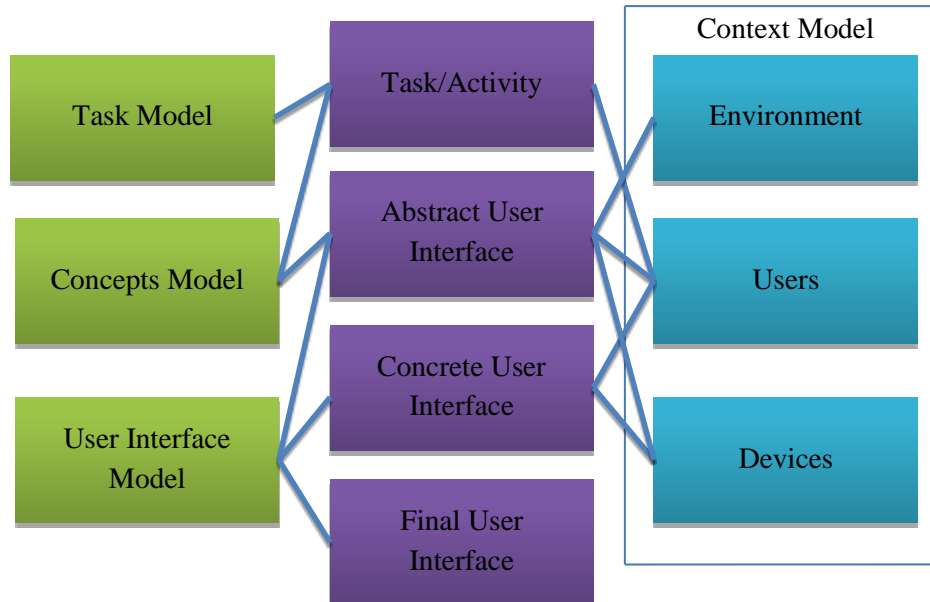 Task Model
Concepts Model
User Interface
Model
Task/Activity
Abstract User
Interface
Concrete User
Interface
Final User
Interface
Context Model
Environment
Users
Devices